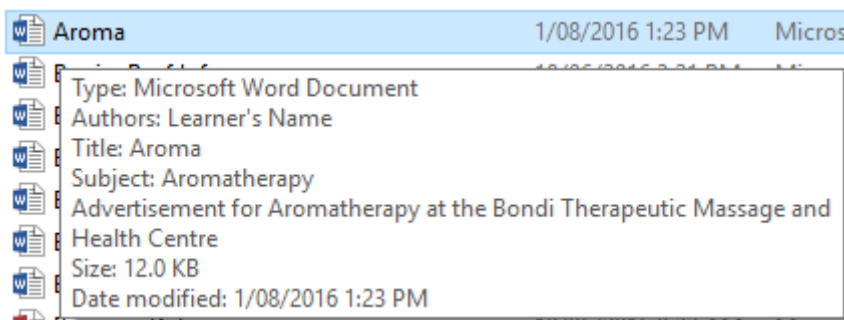 Aroma 1/08/2016 1:23 PM
Type: Microsoft Word Document
Authors: Learner's Name
Title: Aroma
Subject: Aromatherapy
Advertisement for Aromatherapy at the Bondi Therapeutic Massage and
Health Centre
Size: 12.0 KB
Date modified: 1/08/2016 1:23 PM